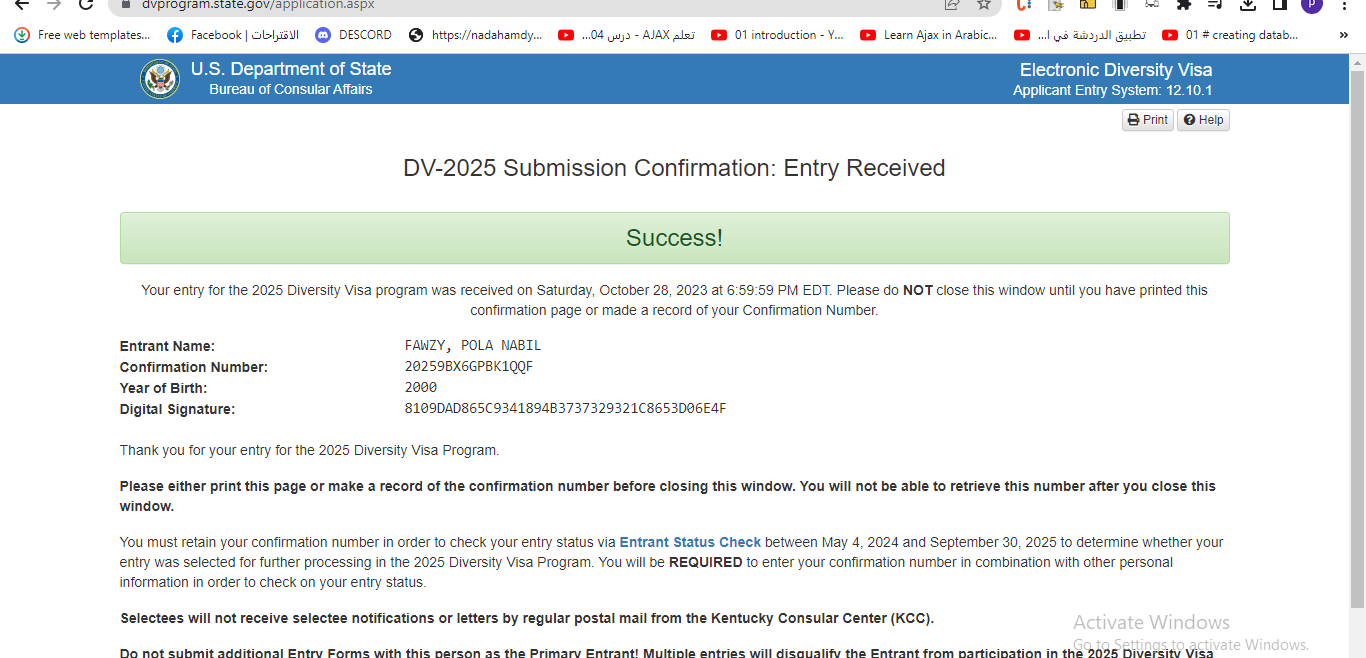 dvprogram.state.gov/application.aspx
Free web templates...
Facebook | الاقتراحات
DESCORD
https://nadahamdy...
تعلم AJAX - درس 04...
01 introduction - Y...
Learn Ajax in Arabic...
تطبيق الدردشة في ا...
01 # creating datab...
»
P
U.S. Department of State
Bureau of Consular Affairs
Electronic Diversity Visa
Applicant Entry System: 12.10.1
Print
Help
DV-2025 Submission Confirmation: Entry Received
Success!
Your entry for the 2025 Diversity Visa program was received on Saturday, October 28, 2023 at 6:59:59 PM EDT. Please do NOT close this window until you have printed this
confirmation page or made a record of your Confirmation Number.
Entrant Name: FAWZY, POLA NABIL
Confirmation Number: 20259BX6GPBK1QQF
Year of Birth: 2000
Digital Signature: 8109DAD865C9341894B3737329321C8653D06E4F
Thank you for your entry for the 2025 Diversity Visa Program.
Please either print this page or make a record of the confirmation number before closing this window. You will not be able to retrieve this number after you close this
window.
You must retain your confirmation number in order to check your entry status via Entrant Status Check between May 4, 2024 and September 30, 2025 to determine whether your
entry was selected for further processing in the 2025 Diversity Visa Program. You will be REQUIRED to enter your confirmation number in combination with other personal
information in order to check on your entry status.
Selectees will not receive selectee notifications or letters by regular postal mail from the Kentucky Consular Center (KCC).
Do not submit additional Entry Forms with this person as the Primary Entrant! Multiple entries will disqualify the Entrant from participation in the 2025 Diversity Visa
Activate Windows
Go to Settings to activate Windows.